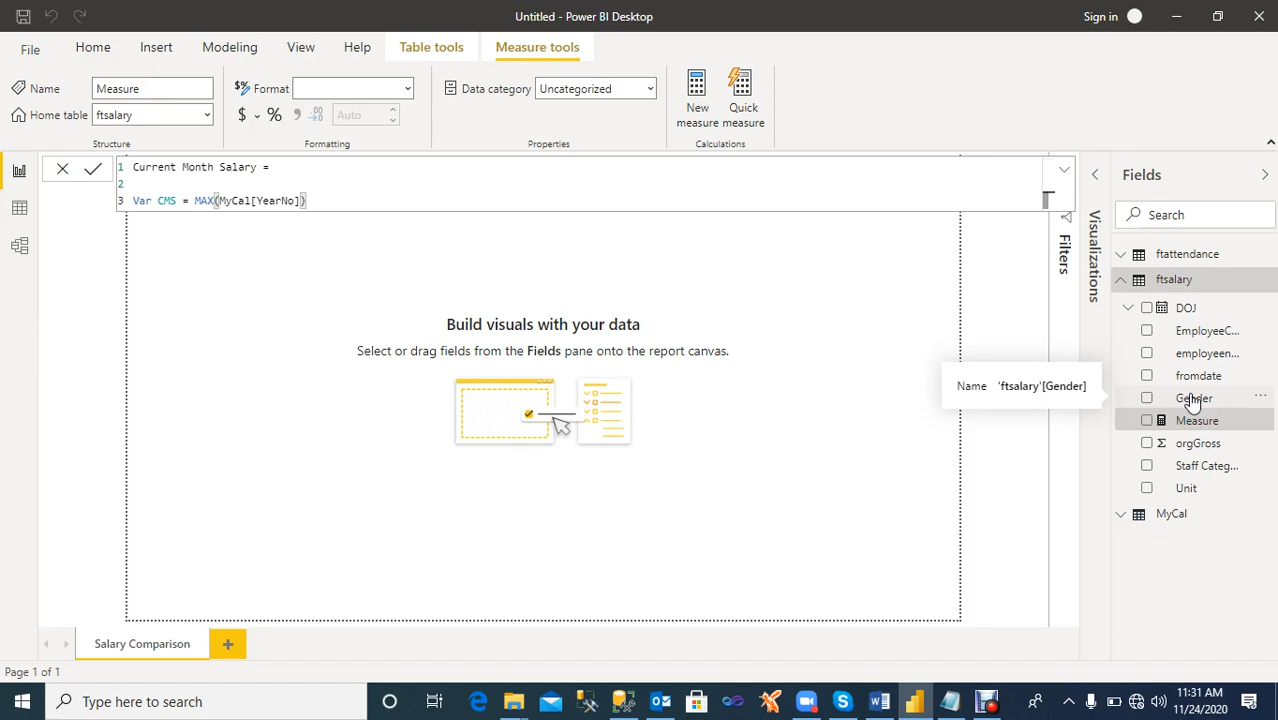 Untitled - Power BI Desktop
Sign in
File Home Insert Modeling View Help Table tools Measure tools
Name Measure
Home table ftsalary
Structure
$% Format
$ % 9 .00 Auto
Formatting
Data category Uncategorized
Properties
New measure
Quick measure
Calculations
1 Current Month Salary =
2
3 Var CMS = MAX(MyCal[YearNo])
Build visuals with your data
Select or drag fields from the Fields pane onto the report canvas.
Filters
Visualizations
Fields
Search
ftattendance
ftsalary
DOJ
EmployeeC...
employeen...
fromdate
Gender ...
Measure
Σ orgGross
Staff Categ...
Unit
MyCal
Name 'ftsalary'[Gender]
Salary Comparison
Page 1 of 1
Type here to search
11:31 AM
11/24/2020